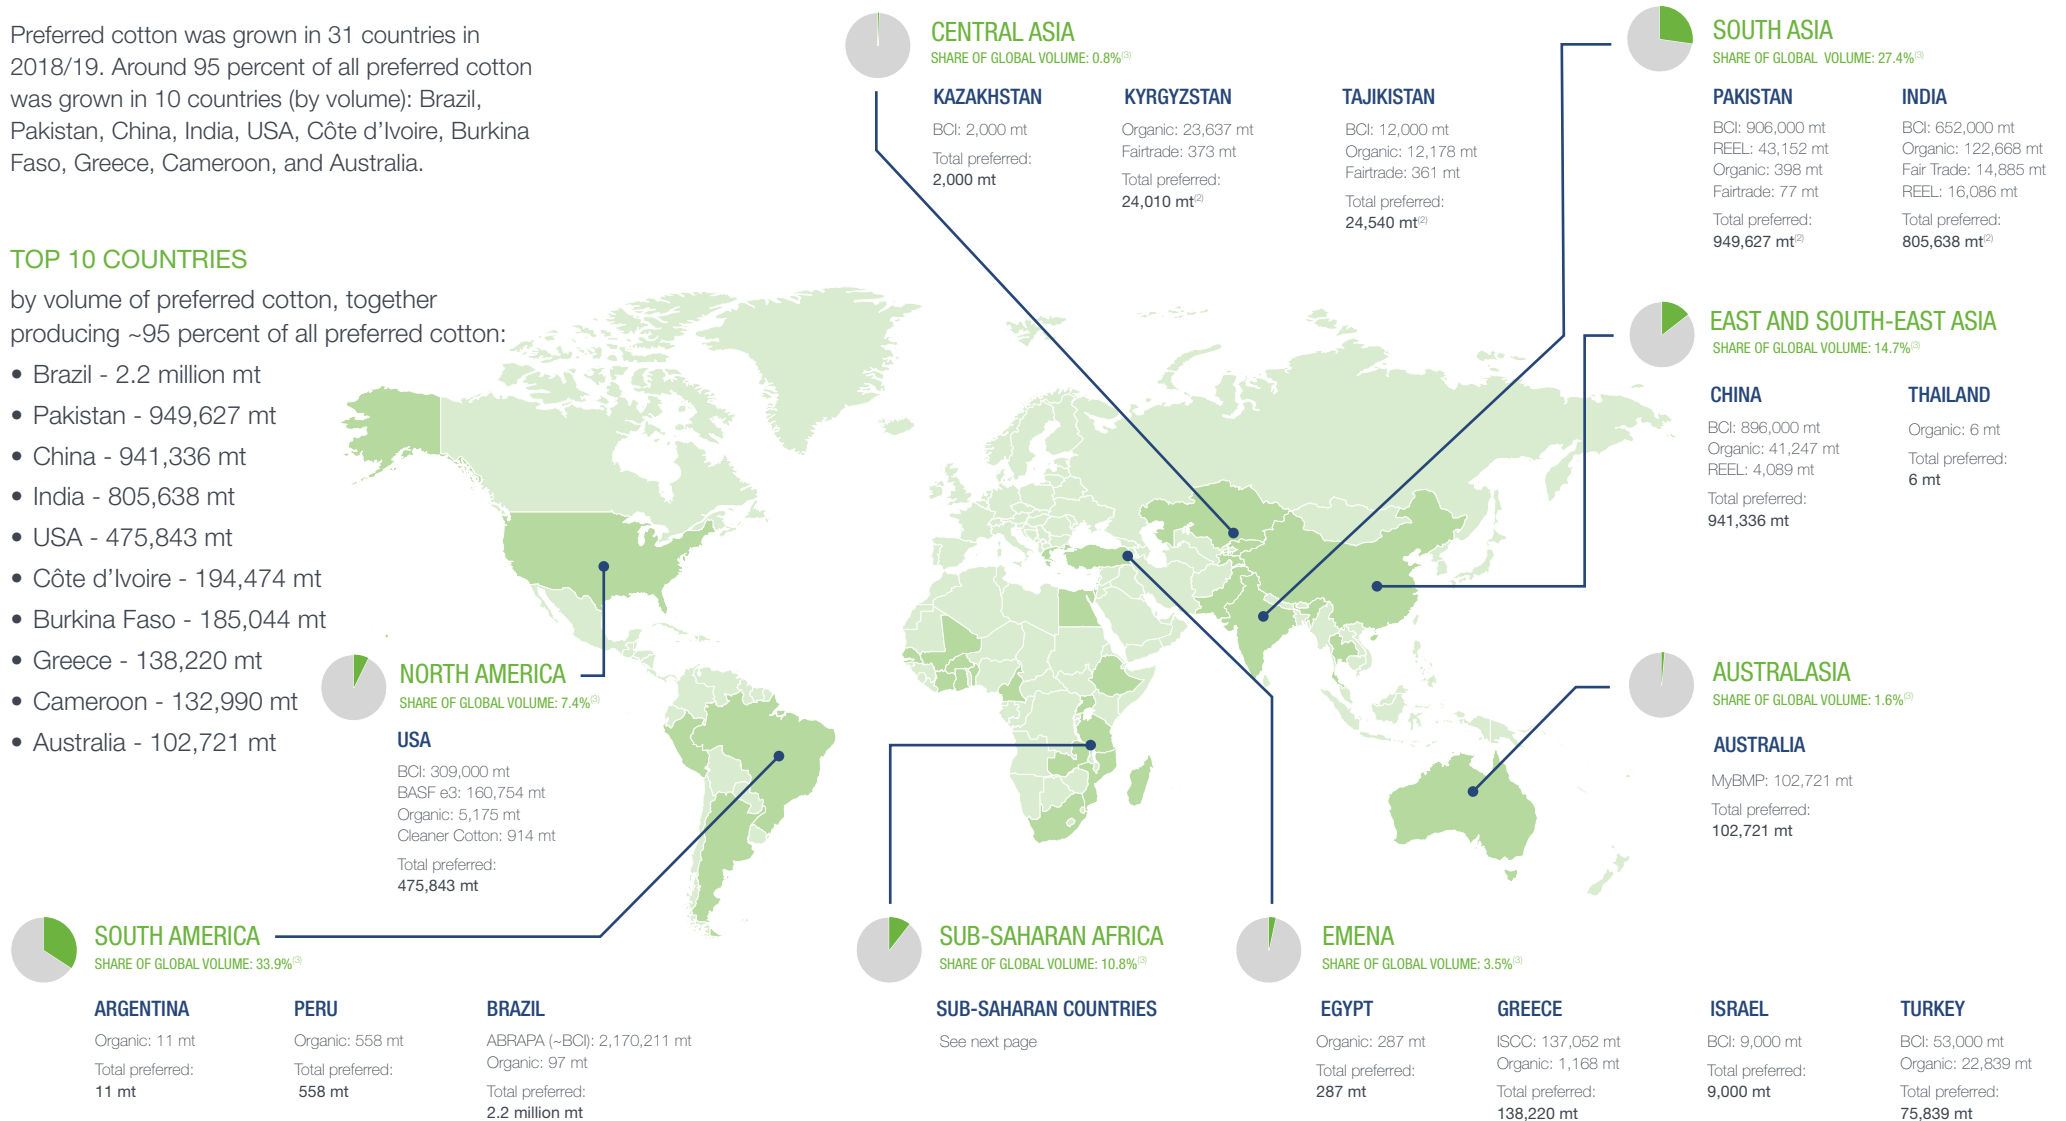 Preferred cotton was grown in 31 countries in
2018/19. Around 95 percent of all preferred cotton
was grown in 10 countries (by volume): Brazil,
Pakistan, China, India, USA, Côte d’Ivoire, Burkina
Faso, Greece, Cameroon, and Australia.
TOP 10 COUNTRIES
by volume of preferred cotton, together
producing ~95 percent of all preferred cotton:
• Brazil - 2.2 million mt
• Pakistan - 949,627 mt
• China - 941,336 mt
• India - 805,638 mt
• USA - 475,843 mt
• Côte d’Ivoire - 194,474 mt
• Burkina Faso - 185,044 mt
• Greece - 138,220 mt
• Cameroon - 132,990 mt
• Australia - 102,721 mt
CENTRAL ASIA
SHARE OF GLOBAL VOLUME: 0.8%(3)
KAZAKHSTAN
BCI: 2,000 mt
Total preferred:
2,000 mt
KYRGYZSTAN
Organic: 23,637 mt
Fairtrade: 373 mt
Total preferred:
24,010 mt(2)
TAJIKISTAN
BCI: 12,000 mt
Organic: 12,178 mt
Fairtrade: 361 mt
Total preferred:
24,540 mt(2)
SOUTH ASIA
SHARE OF GLOBAL VOLUME: 27.4%(3)
PAKISTAN
BCI: 906,000 mt
REEL: 43,152 mt
Organic: 398 mt
Fairtrade: 77 mt
Total preferred:
949,627 mt(2)
INDIA
BCI: 652,000 mt
Organic: 122,668 mt
Fair Trade: 14,885 mt
REEL: 16,086 mt
Total preferred:
805,638 mt(2)
EAST AND SOUTH-EAST ASIA
SHARE OF GLOBAL VOLUME: 14.7%(3)
CHINA
BCI: 896,000 mt
Organic: 41,247 mt
REEL: 4,089 mt
Total preferred:
941,336 mt
THAILAND
Organic: 6 mt
Total preferred:
6 mt
AUSTRALASIA
SHARE OF GLOBAL VOLUME: 1.6%(3)
AUSTRALIA
MyBMP: 102,721 mt
Total preferred:
102,721 mt
NORTH AMERICA
SHARE OF GLOBAL VOLUME: 7.4%(3)
USA
BCI: 309,000 mt
BASF e3: 160,754 mt
Organic: 5,175 mt
Cleaner Cotton: 914 mt
Total preferred:
475,843 mt
SOUTH AMERICA
SHARE OF GLOBAL VOLUME: 33.9%(3)
ARGENTINA
Organic: 11 mt
Total preferred:
11 mt
PERU
Organic: 558 mt
Total preferred:
558 mt
BRAZIL
ABRAPA (~BCI): 2,170,211 mt
Organic: 97 mt
Total preferred:
2.2 million mt
SUB-SAHARAN AFRICA
SHARE OF GLOBAL VOLUME: 10.8%(3)
SUB-SAHARAN COUNTRIES
See next page
EMENA
SHARE OF GLOBAL VOLUME: 3.5%(3)
EGYPT
Organic: 287 mt
Total preferred:
287 mt
GREECE
ISCC: 137,052 mt
Organic: 1,168 mt
Total preferred:
138,220 mt
ISRAEL
BCI: 9,000 mt
Total preferred:
9,000 mt
TURKEY
BCI: 53,000 mt
Organic: 22,839 mt
Total preferred:
75,839 mt